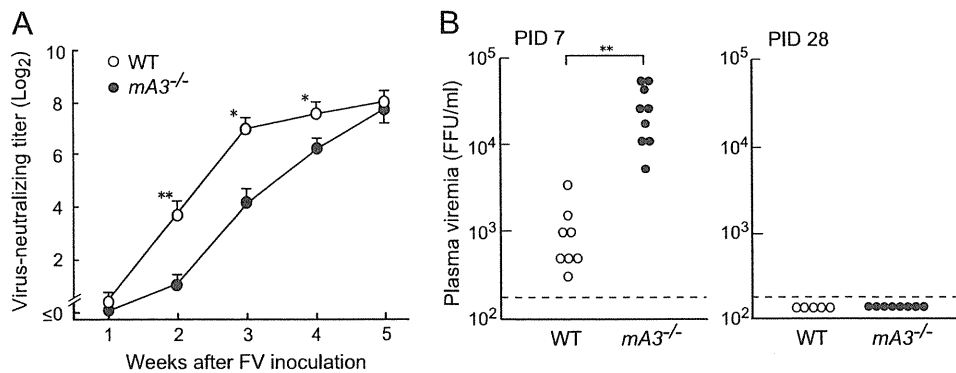 A
Virus-neutralizing titer (Log2)
10
8
6
4
2
≤0
WT
mA3-/-
**
*
*
1 2 3 4 5
Weeks after FV inoculation
B
Plasma viremia (FFU/ml)
PID 7
**
10^5
10^4
10^3
10^2
WT mA3-/-
PID 28
10^5
10^4
10^3
10^2
WT mA3-/-